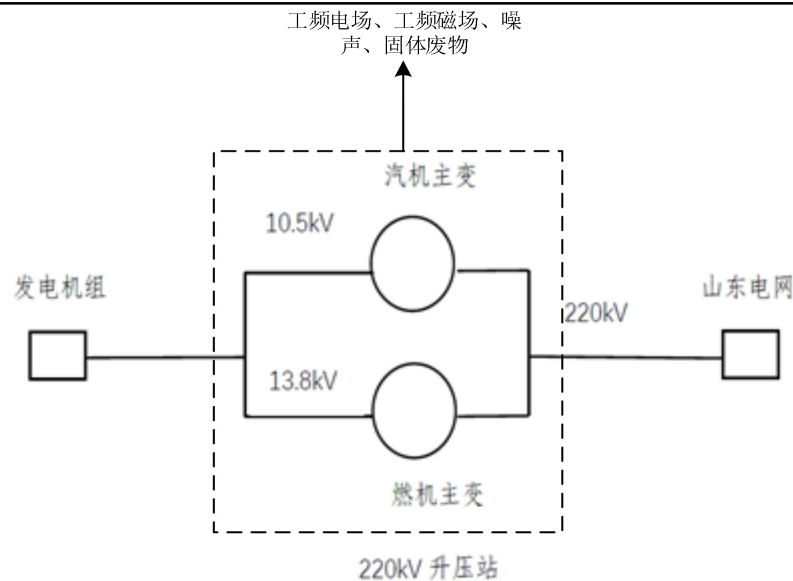 工频电场、工频磁场、噪
声、固体废物
汽机主变
10.5kV
发电机组
山东电网
220kV
13.8kV
燃机主变
220kV 升压站